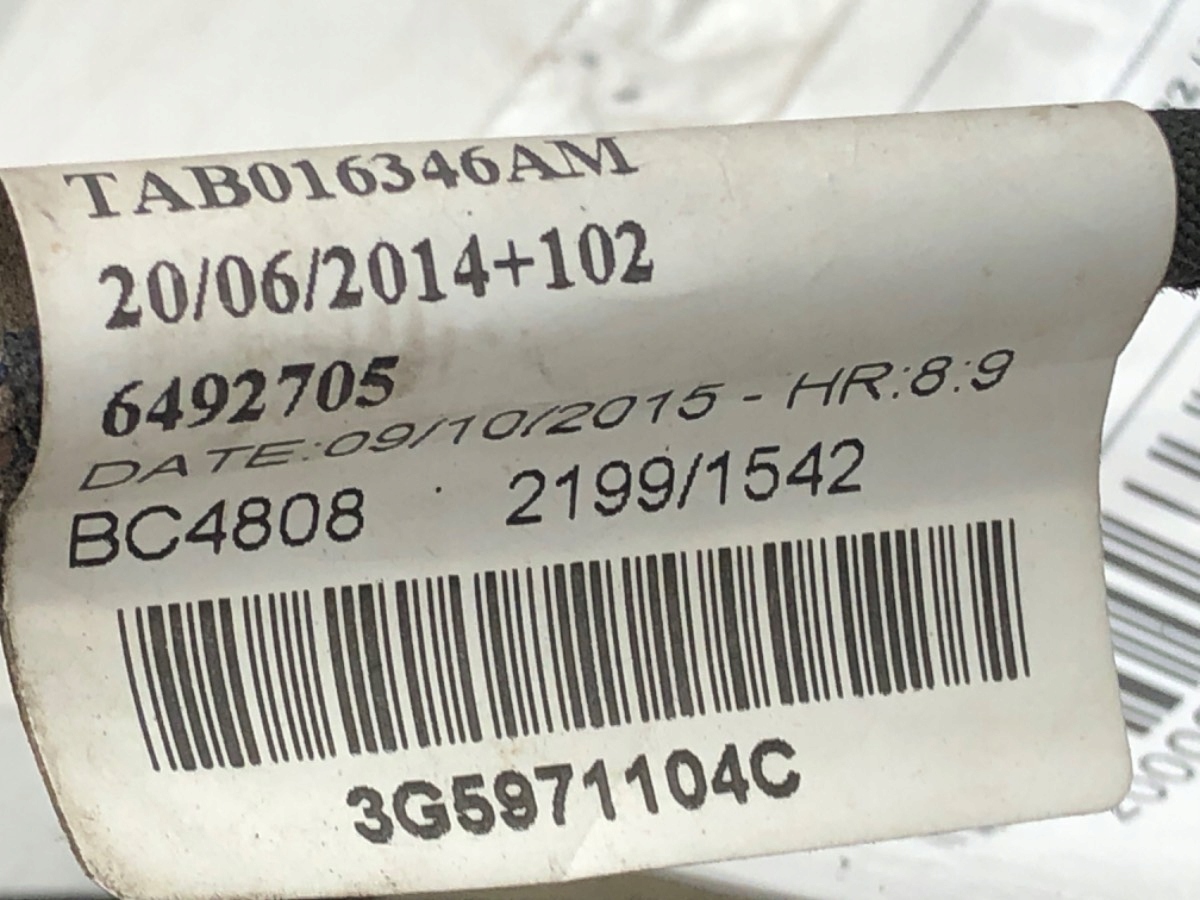 TAB016346AM
20/06/2014+102
6492705
DATE:09/10/2015 - HR:8:9
BC4808 2199/1542
3G5971104C